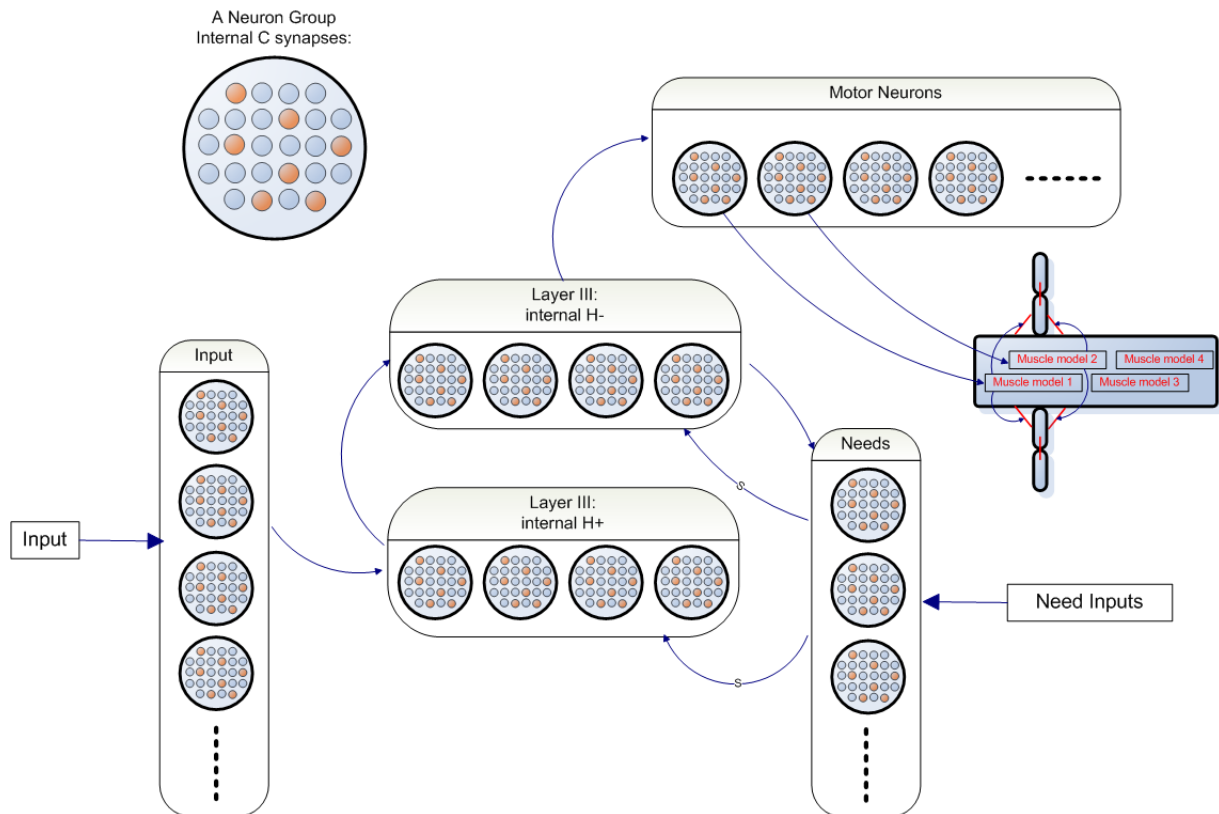 A Neuron Group
Internal C synapses:
Motor Neurons
Layer III:
internal H-
Input
Muscle model 2
Muscle model 4
Muscle model 1
Muscle model 3
Needs
S
Layer III:
internal H+
Input
Need Inputs
S